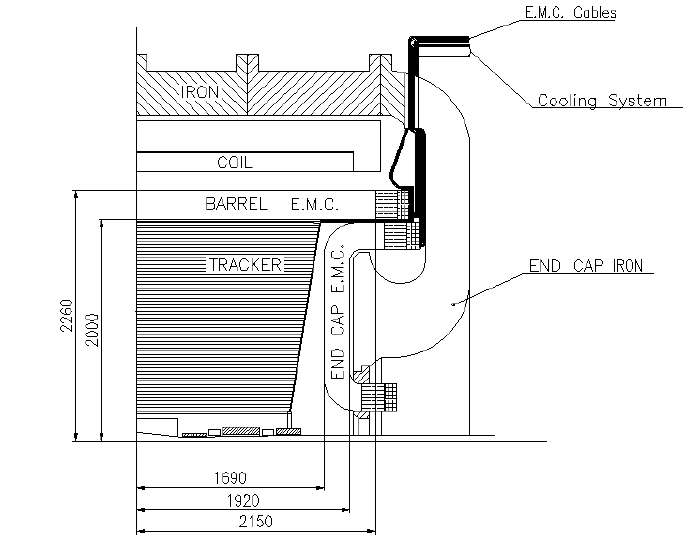 E.M.C. Cables
IRON
Cooling System
COIL
BARREL E.M.C.
TRACKER
END CAP E.M.C.
END CAP IRON
2260
2000
1690
1920
2150